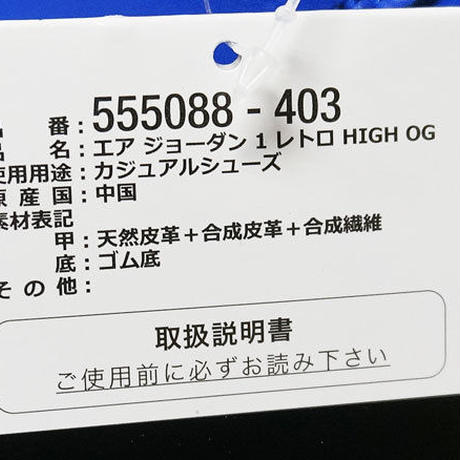 品 番：555088 - 403
品 名：エア ジョーダン 1 レトロ HIGH OG
使用用途：カジュアルシューズ
原 産 国：中国
素材表記
甲：天然皮革＋合成皮革＋合成繊維
底：ゴム底
その他：
取扱説明書
ご使用前に必ずお読み下さい